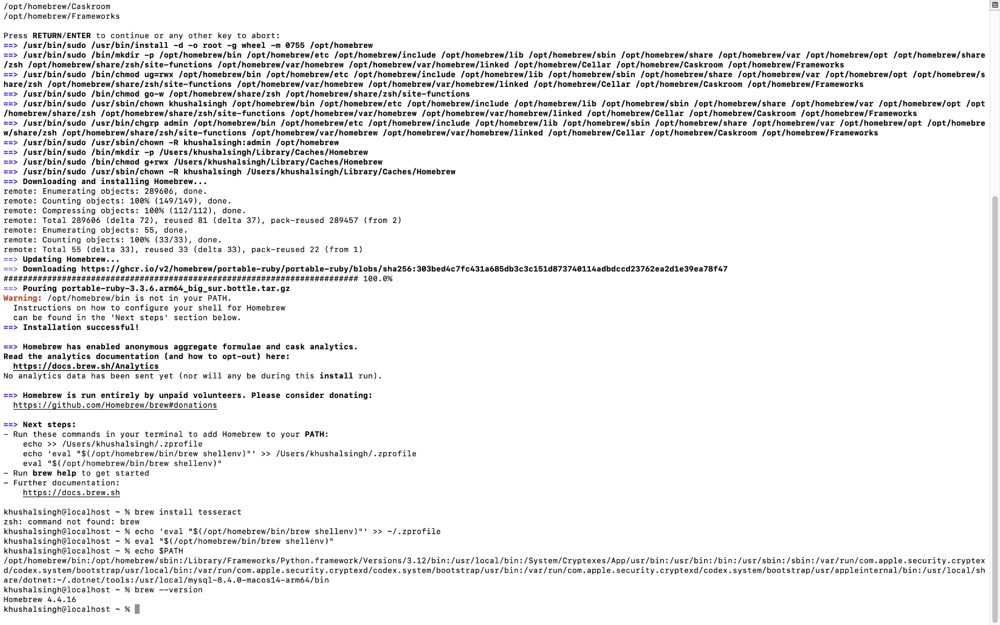 /opt/homebrew/Caskroom
/opt/homebrew/Frameworks
Press RETURN/ENTER to continue or any other key to abort:
==> /usr/bin/sudo /usr/bin/install -d -o root -g wheel -m 0755 /opt/homebrew
==> /usr/bin/sudo /bin/mkdir -p /opt/homebrew/bin /opt/homebrew/etc /opt/homebrew/include /opt/homebrew/lib /opt/homebrew/sbin /opt/homebrew/share /opt/homebrew/var /opt/homebrew/opt /opt/homebrew/share
/zsh /opt/homebrew/share/zsh/site-functions /opt/homebrew/var/homebrew /opt/homebrew/var/homebrew/linked /opt/homebrew/Cellar /opt/homebrew/Caskroom /opt/homebrew/Frameworks
==> /usr/bin/sudo /bin/chmod ug=rwx /opt/homebrew/bin /opt/homebrew/etc /opt/homebrew/include /opt/homebrew/lib /opt/homebrew/sbin /opt/homebrew/share /opt/homebrew/var /opt/homebrew/opt /opt/homebrew/s
hare/zsh /opt/homebrew/share/zsh/site-functions /opt/homebrew/var/homebrew /opt/homebrew/var/homebrew/linked /opt/homebrew/Cellar /opt/homebrew/Caskroom /opt/homebrew/Frameworks
==> /usr/bin/sudo /bin/chmod go-w /opt/homebrew/share/zsh /opt/homebrew/share/zsh/site-functions
==> /usr/bin/sudo /usr/sbin/chown khushalsingh /opt/homebrew/bin /opt/homebrew/etc /opt/homebrew/include /opt/homebrew/lib /opt/homebrew/sbin /opt/homebrew/share /opt/homebrew/var /opt/homebrew/opt /opt
/homebrew/share/zsh /opt/homebrew/share/zsh/site-functions /opt/homebrew/var/homebrew /opt/homebrew/var/homebrew/linked /opt/homebrew/Cellar /opt/homebrew/Caskroom /opt/homebrew/Frameworks
==> /usr/bin/sudo /usr/bin/chgrp admin /opt/homebrew/bin /opt/homebrew/etc /opt/homebrew/include /opt/homebrew/lib /opt/homebrew/sbin /opt/homebrew/share /opt/homebrew/var /opt/homebrew/opt /opt/homebre
w/share/zsh /opt/homebrew/share/zsh/site-functions /opt/homebrew/var/homebrew /opt/homebrew/var/homebrew/linked /opt/homebrew/Cellar /opt/homebrew/Caskroom /opt/homebrew/Frameworks
==> /usr/bin/sudo /usr/sbin/chown -R khushalsingh:admin /opt/homebrew
==> /usr/bin/sudo /bin/mkdir -p /Users/khushalsingh/Library/Caches/Homebrew
==> /usr/bin/sudo /bin/chmod g+rwx /Users/khushalsingh/Library/Caches/Homebrew
==> /usr/bin/sudo /usr/sbin/chown -R khushalsingh /Users/khushalsingh/Library/Caches/Homebrew
==> Downloading and installing Homebrew...
remote: Enumerating objects: 289606, done.
remote: Counting objects: 100% (149/149), done.
remote: Compressing objects: 100% (112/112), done.
remote: Total 289606 (delta 72), reused 81 (delta 37), pack-reused 289457 (from 2)
remote: Enumerating objects: 55, done.
remote: Counting objects: 100% (33/33), done.
remote: Total 55 (delta 33), reused 33 (delta 33), pack-reused 22 (from 1)
==> Updating Homebrew...
==> Downloading https://ghcr.io/v2/homebrew/portable-ruby/portable-ruby/blobs/sha256:303bed4c7fc431a685db3c3c151d873740114adbdccd23762ea2d1e39ea78f47
######################################################################### 100.0%
==> Pouring portable-ruby-3.3.6.arm64_big_sur.bottle.tar.gz
Warning: /opt/homebrew/bin is not in your PATH.
  Instructions on how to configure your shell for Homebrew
  can be found in the 'Next steps' section below.
==> Installation successful!
==> Homebrew has enabled anonymous aggregate formulae and cask analytics.
Read the analytics documentation (and how to opt-out) here:
  https://docs.brew.sh/Analytics
No analytics data has been sent yet (nor will any be during this install run).
==> Homebrew is run entirely by unpaid volunteers. Please consider donating:
  https://github.com/Homebrew/brew#donations
==> Next steps:
- Run these commands in your terminal to add Homebrew to your PATH:
    echo >> /Users/khushalsingh/.zprofile
    echo 'eval "$(/opt/homebrew/bin/brew shellenv)"' >> /Users/khushalsingh/.zprofile
    eval "$(/opt/homebrew/bin/brew shellenv)"
- Run brew help to get started
- Further documentation:
    https://docs.brew.sh
khushalsingh@localhost ~ % brew install tesseract
zsh: command not found: brew
khushalsingh@localhost ~ % echo 'eval "$(/opt/homebrew/bin/brew shellenv)"' >> ~/.zprofile
khushalsingh@localhost ~ % eval "$(/opt/homebrew/bin/brew shellenv)"
khushalsingh@localhost ~ % echo $PATH
/opt/homebrew/bin:/opt/homebrew/sbin:/Library/Frameworks/Python.framework/Versions/3.12/bin:/usr/local/bin:/System/Cryptexes/App/usr/bin:/usr/bin:/bin:/usr/sbin:/sbin:/var/run/com.apple.security.cryptex
d/codex.system/bootstrap/usr/local/bin:/var/run/com.apple.security.cryptexd/codex.system/bootstrap/usr/bin:/var/run/com.apple.security.cryptexd/codex.system/bootstrap/usr/appleinternal/bin:/usr/local/sh
are/dotnet:~/.dotnet/tools:/usr/local/mysql-8.4.0-macos14-arm64/bin
khushalsingh@localhost ~ % brew --version
Homebrew 4.4.16
khushalsingh@localhost ~ %